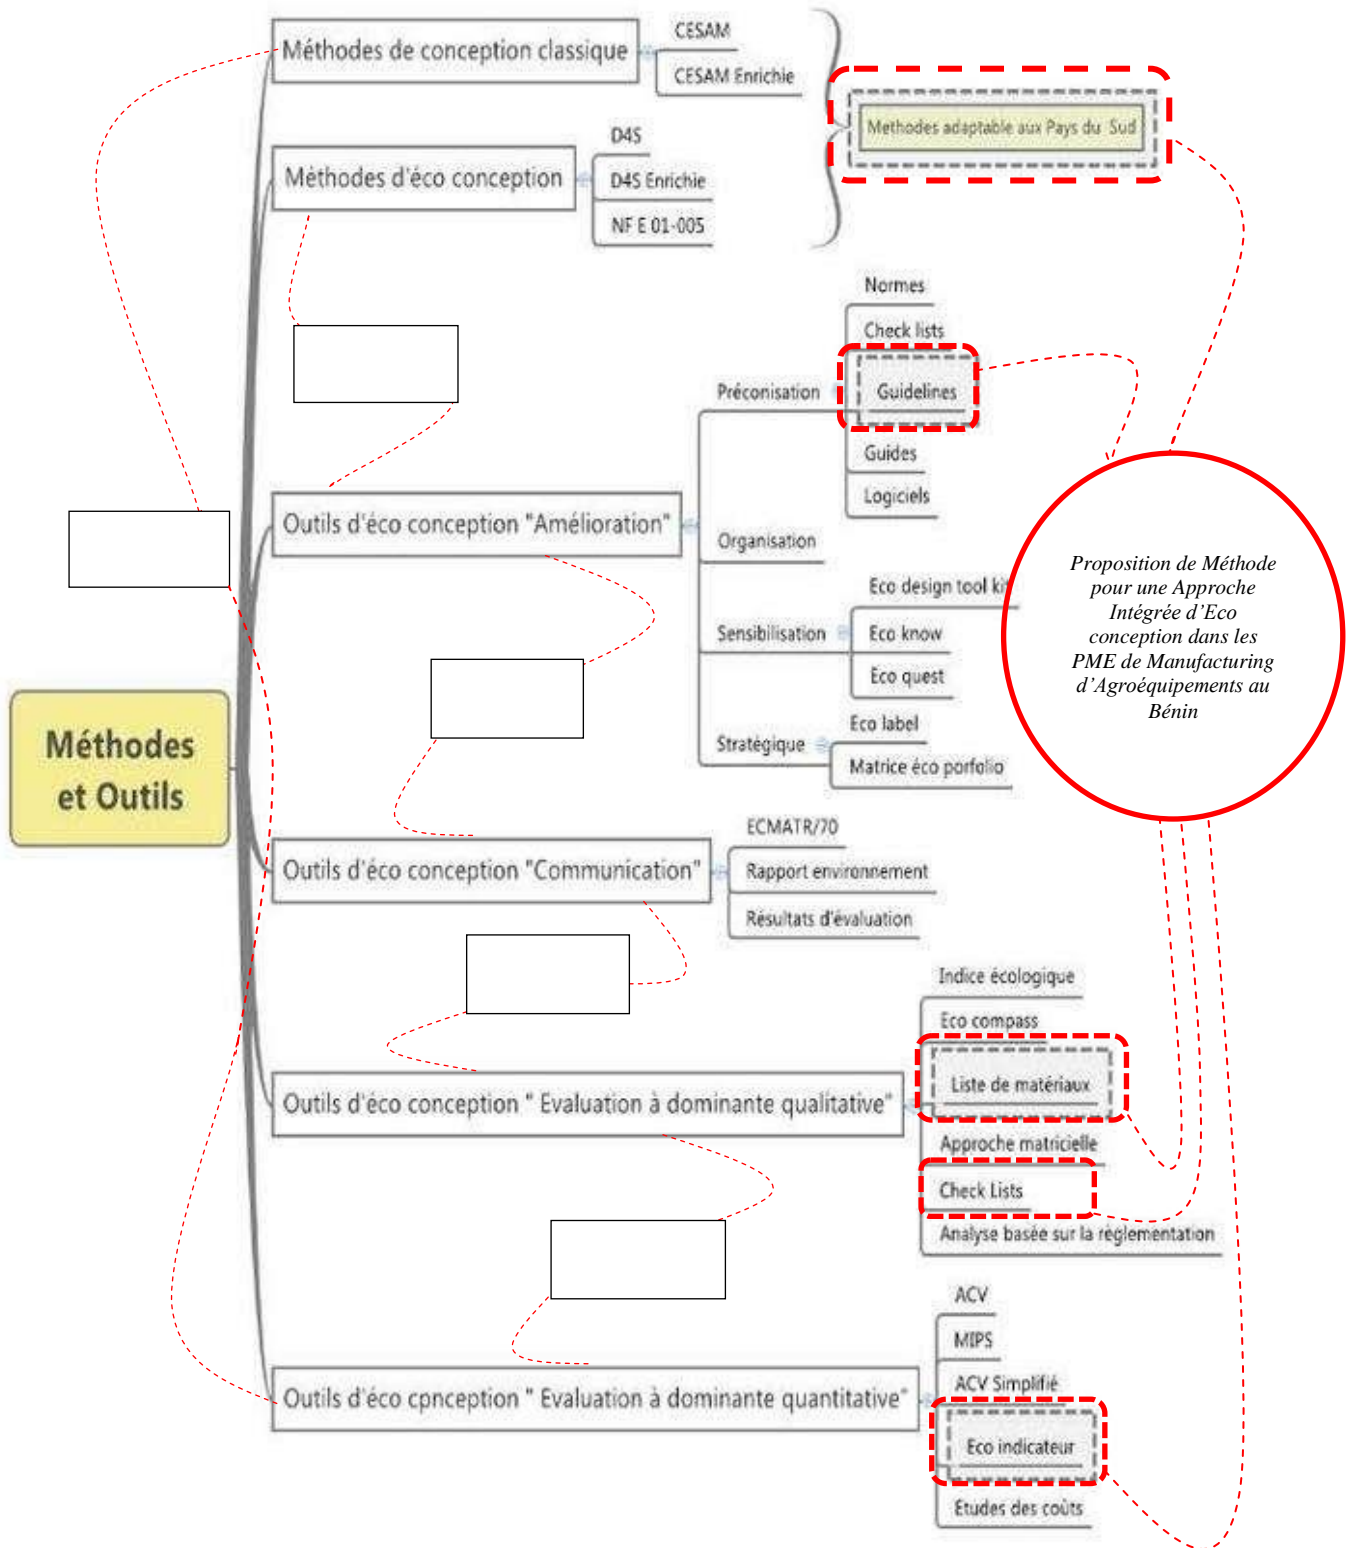 Méthodes de conception classique
CESAM
CESAM Enrichie
Methodes adaptable aux Pays du Sud
Méthodes d'éco conception
D4S
D4S Enrichie
NF E 01-005
Normes
Check lists
Préconisation
Guidelines
Guides
Logiciels
Outils d'éco conception "Amélioration"
Organisation
Eco design tool kit
Sensibilisation
Eco know
Eco quest
Stratégique
Eco label
Matrice éco porfolio
Proposition de Méthode
pour une Approche
Intégrée d'Eco
conception dans les
PME de Manufacturing
d'Agroéquipements au
Bénin
Méthodes
et Outils
ECMATR/70
Outils d'éco conception "Communication"
Rapport environnement
Résultats d'évaluation
Indice écologique
Eco compass
Liste de matériaux
Outils d'éco conception " Evaluation à dominante qualitative"
Approche matricielle
Check Lists
Analyse basée sur la réglementation
ACV
MIPS
ACV Simplifié
Outils d'éco cpnception " Evaluation à dominante quantitative"
Eco indicateur
Etudes des coûts